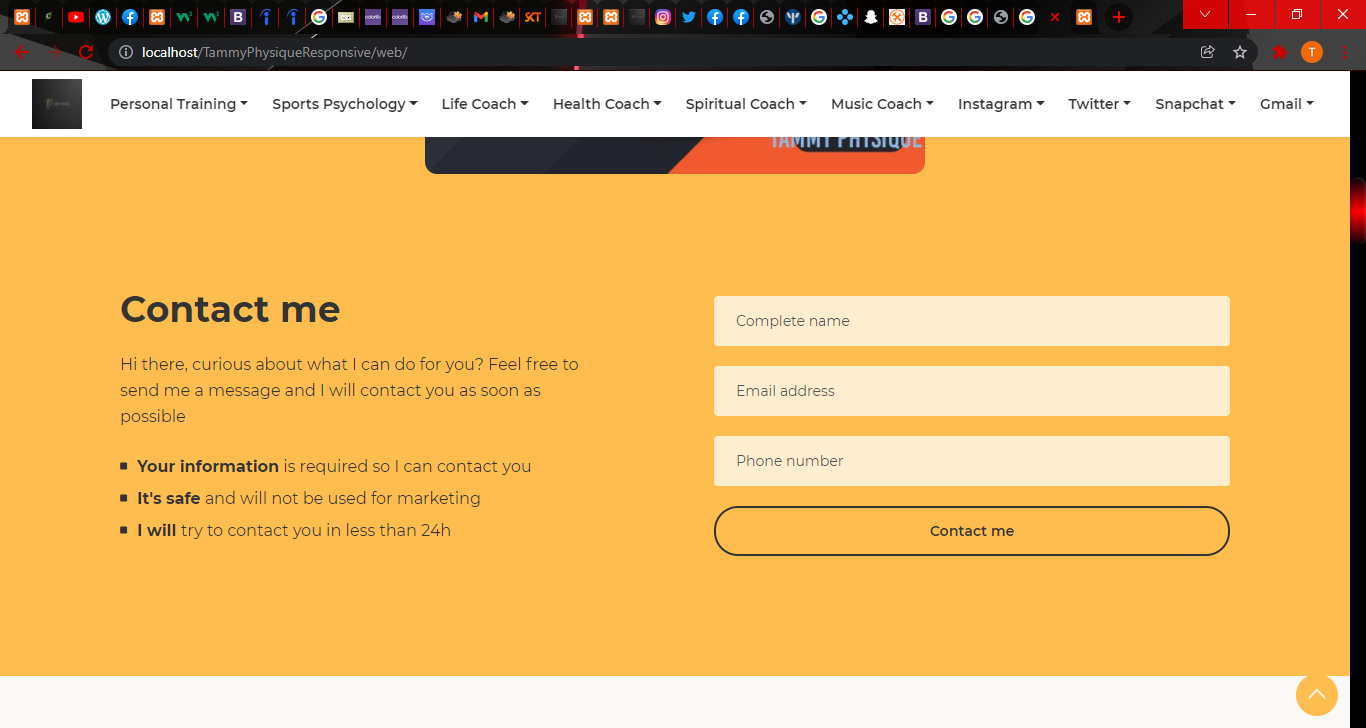 SKT
localhost/TammyPhysiqueResponsive/web/
T
Personal Training Sports Psychology Life Coach Health Coach Spiritual Coach Music Coach Instagram Twitter Snapchat Gmail
TAMMY PHYSIQUE
Contact me
Hi there, curious about what I can do for you? Feel free to
send me a message and I will contact you as soon as
possible
Your information is required so I can contact you
It's safe and will not be used for marketing
I will try to contact you in less than 24h
Complete name
Email address
Phone number
Contact me